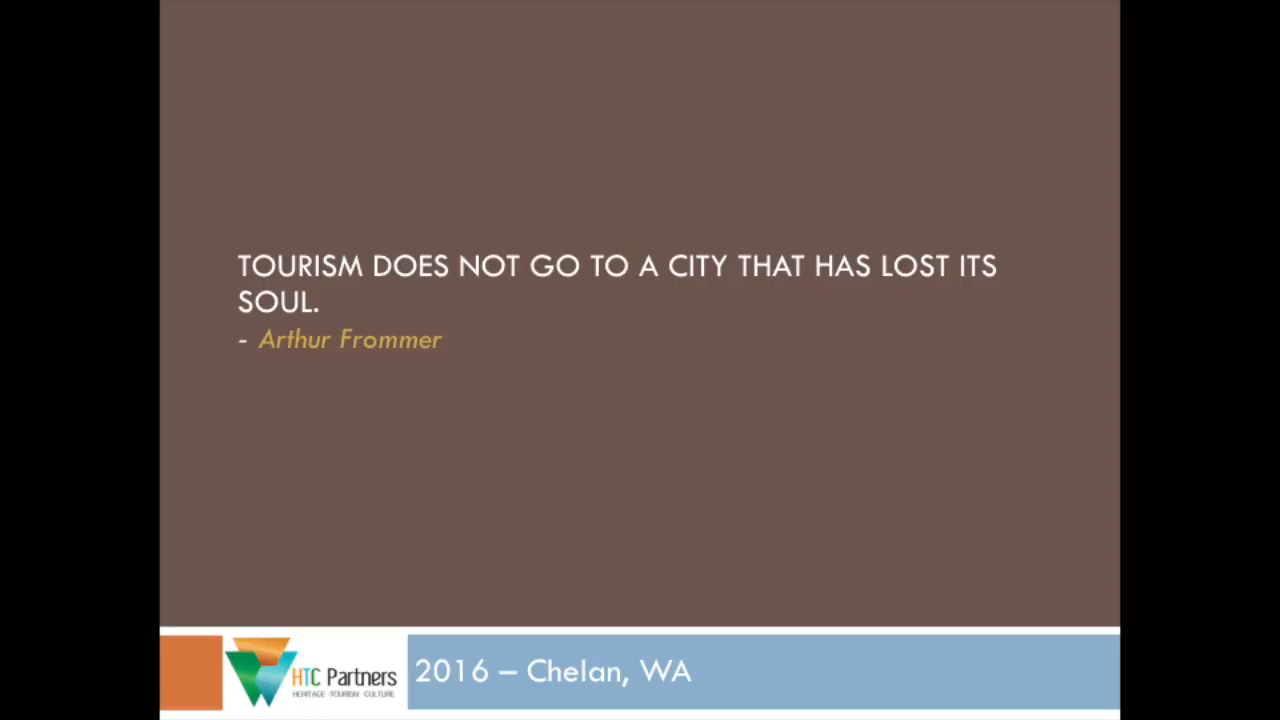 TOURISM DOES NOT GO TO A CITY THAT HAS LOST ITS
SOUL.
- Arthur Frommer
HTC Partners
HERITAGE · TOURISM · CULTURE
2016 – Chelan, WA